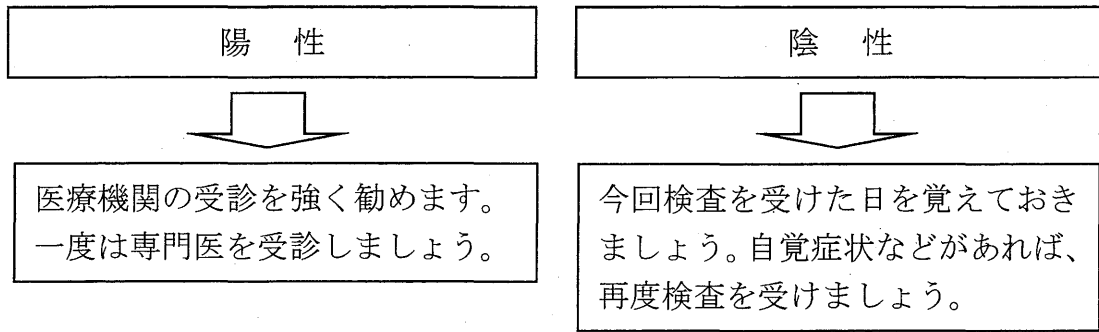 陽 性
医療機関の受診を強く勧めます。
一度は専門医を受診しましょう。
陰 性
今回検査を受けた日を覚えておき
ましょう。自覚症状などがあれば、
再度検査を受けましょう。